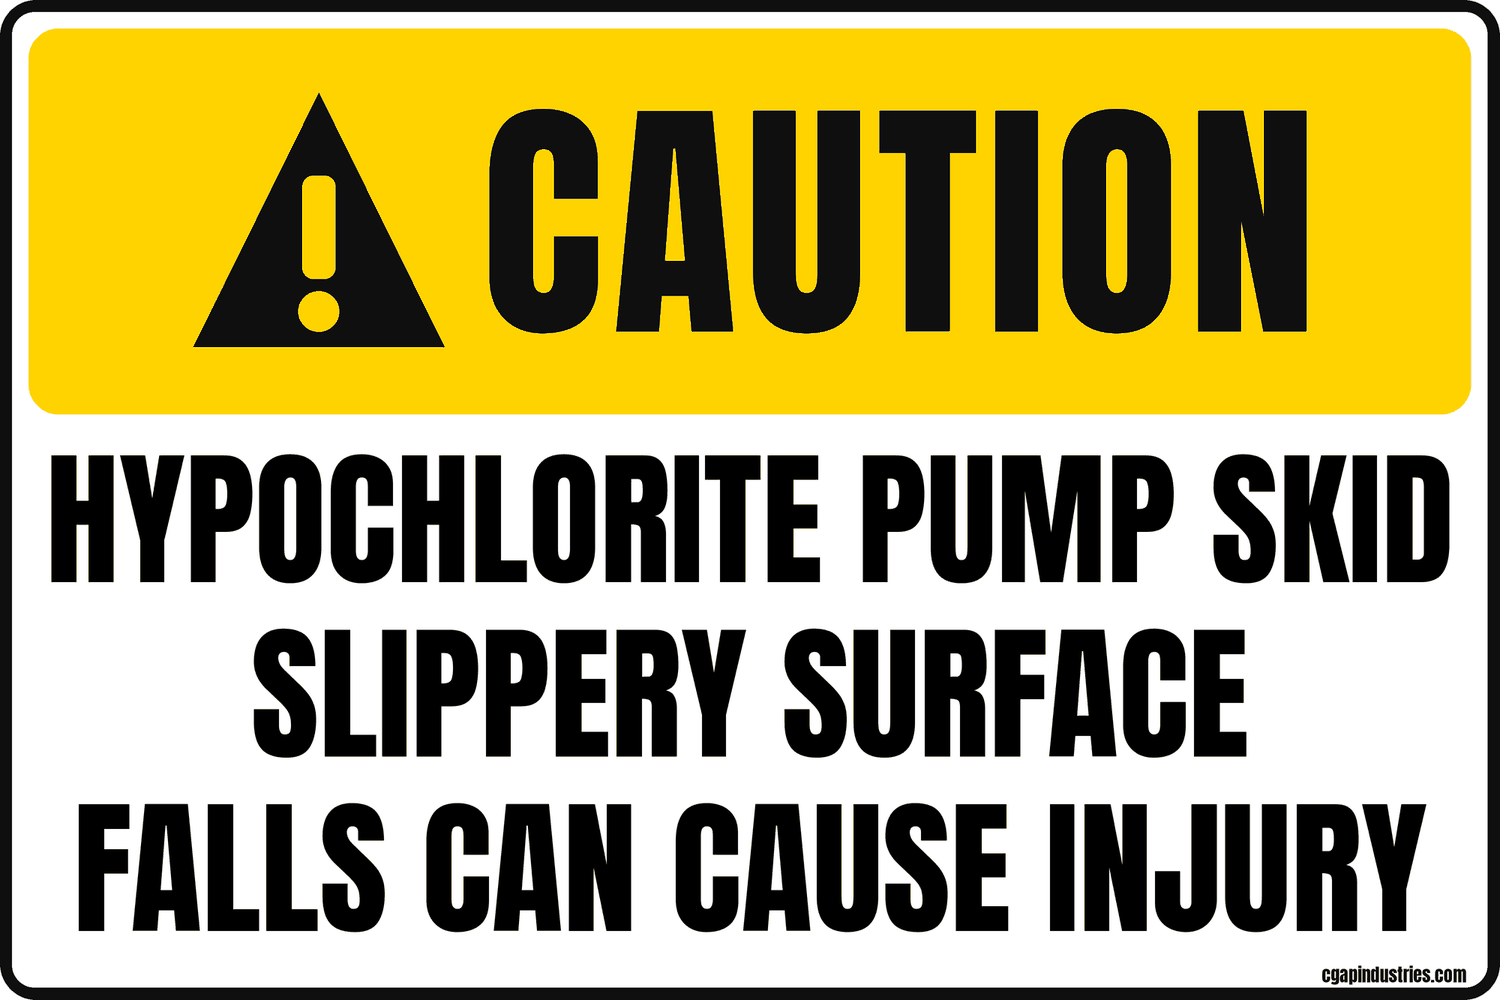 CAUTION
HYPOCHLORITE PUMP SKID
SLIPPERY SURFACE
FALLS CAN CAUSE INJURY
cgapindustries.com